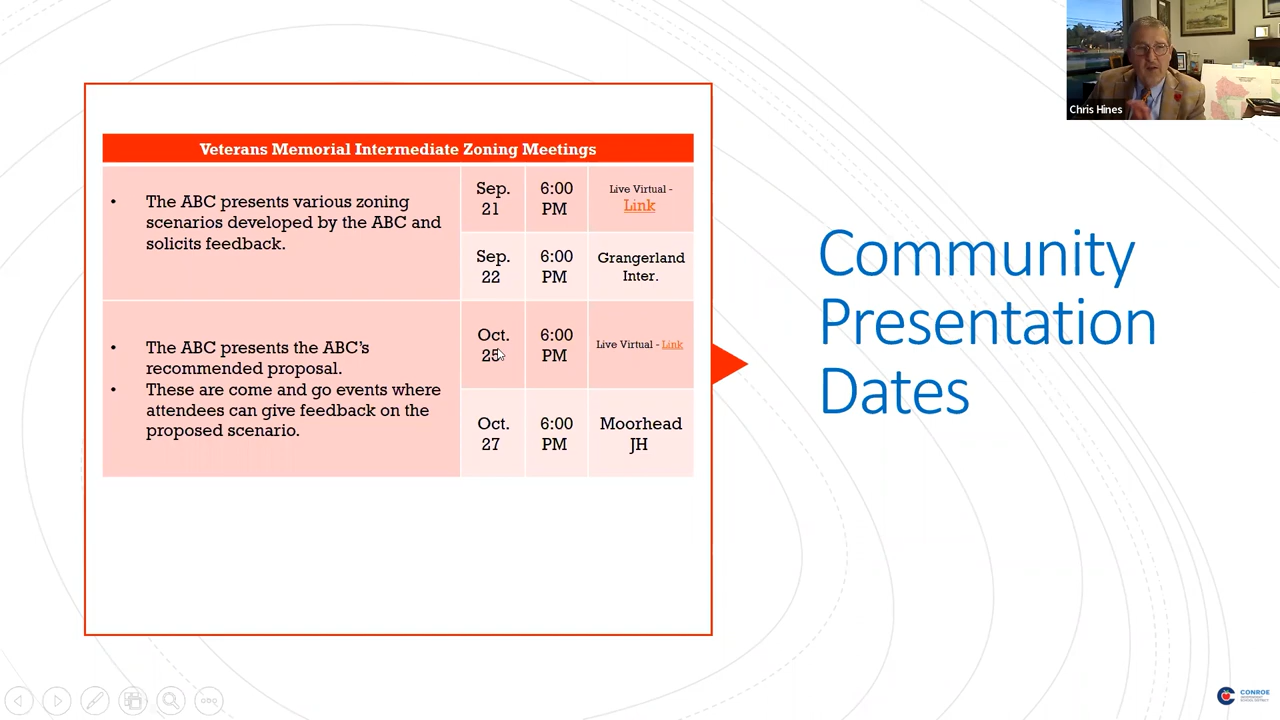 Chris Hines
Veterans Memorial Intermediate Zoning Meetings
• The ABC presents various zoning
scenarios developed by the ABC and
solicits feedback.
Sep.
21
6:00
PM
Live Virtual -
Link
Sep.
22
6:00
PM
Grangerland
Inter.
• The ABC presents the ABC’s
recommended proposal.
• These are come and go events where
attendees can give feedback on the
proposed scenario.
Oct.
25
6:00
PM
Live Virtual - Link
Oct.
27
6:00
PM
Moorhead
JH
Community
Presentation
Dates
CONROE
INDEPENDENT
SCHOOL DISTRICT